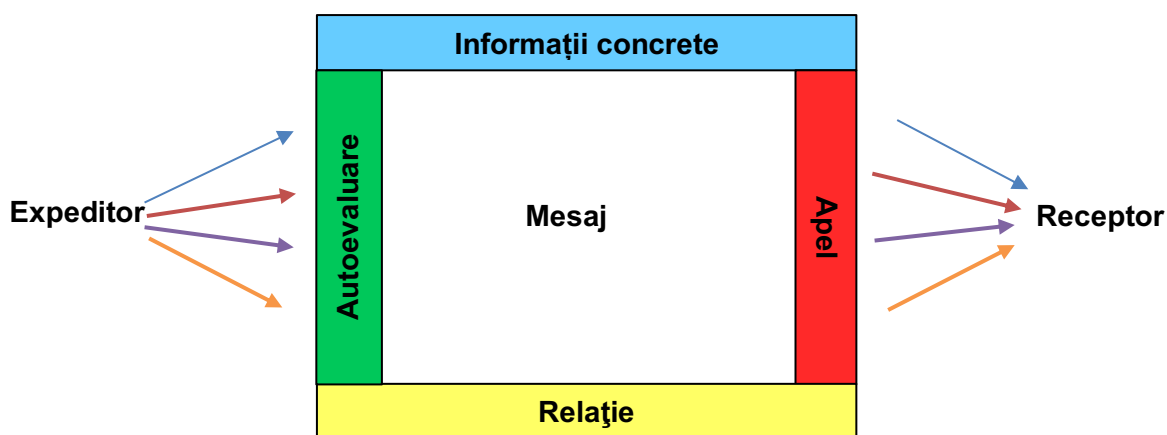 Informații concrete
Expeditor
Autoevaluare
Mesaj
Apel
Receptor
Relaţie